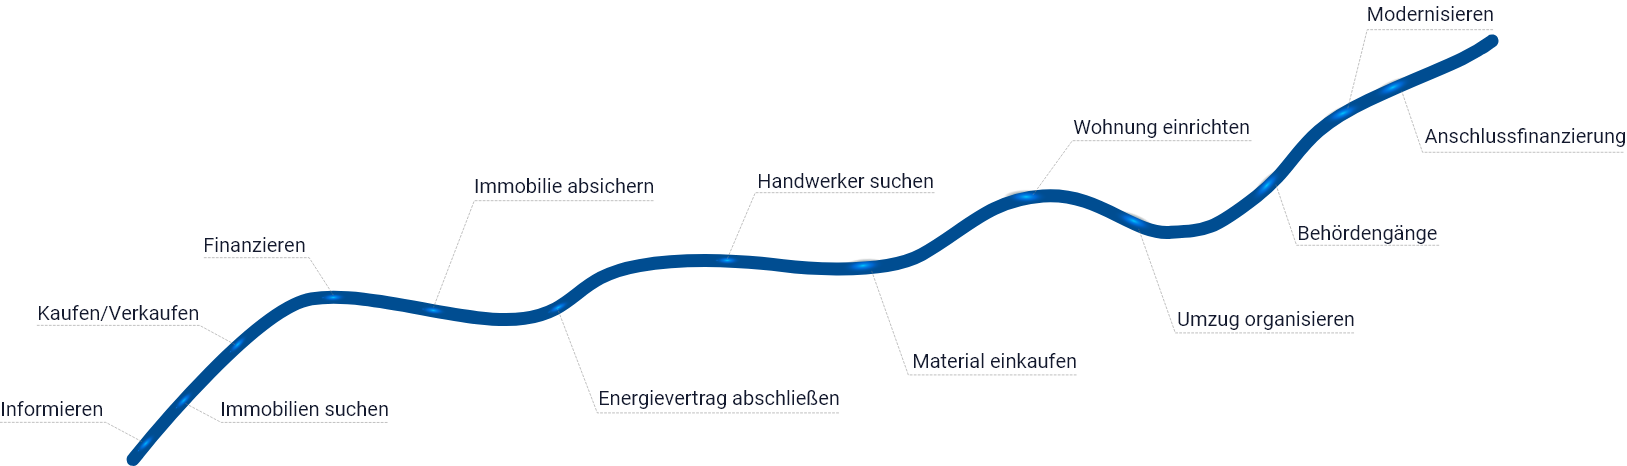 Modernisieren
Wohnung einrichten
Anschlussfinanzierung
Handwerker suchen
Immobilie absichern
Behördengänge
Finanzieren
Kaufen/Verkaufen
Umzug organisieren
Material einkaufen
Energievertrag abschließen
Informieren
Immobilien suchen